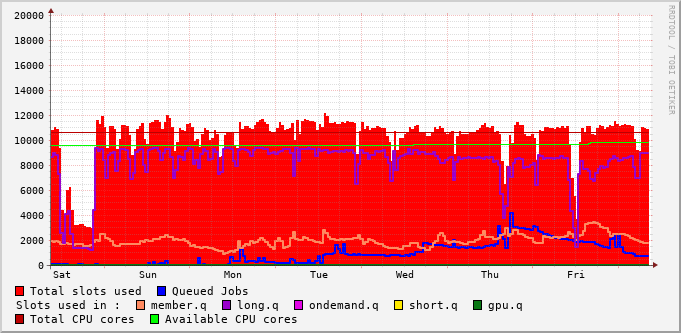 20000
18000
16000
14000
12000
10000
8000
6000
4000
2000
0
Sat Sun Mon Tue Wed Thu Fri
RRDTOOL / TOBI OETIKER
Total slots used Queued Jobs
Slots used in : member.q long.q ondemand.q short.q gpu.q
Total CPU cores Available CPU cores